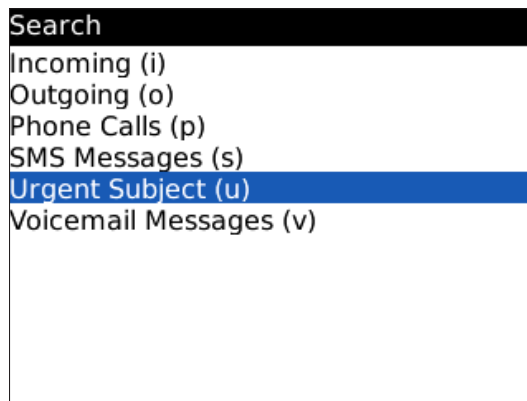 Search
Incoming (i)
Outgoing (o)
Phone Calls (p)
SMS Messages (s)
Urgent Subject (u)
Voicemail Messages (v)